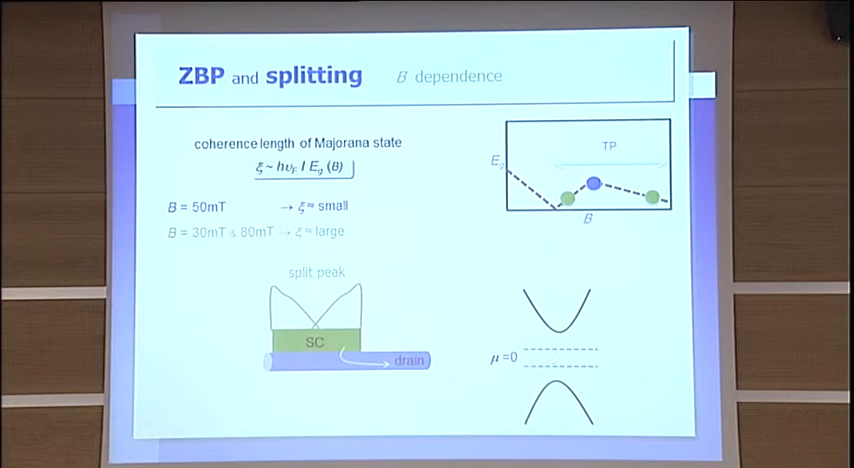 ZBP and splitting B dependence
coherence length of Majorana state
ξ ~ hυF / Eg (B)
B = 50mT → ξ = small
B = 30mT & 80mT → ξ = large
split peak
SC
drain
Eg
TP
B
μ =0